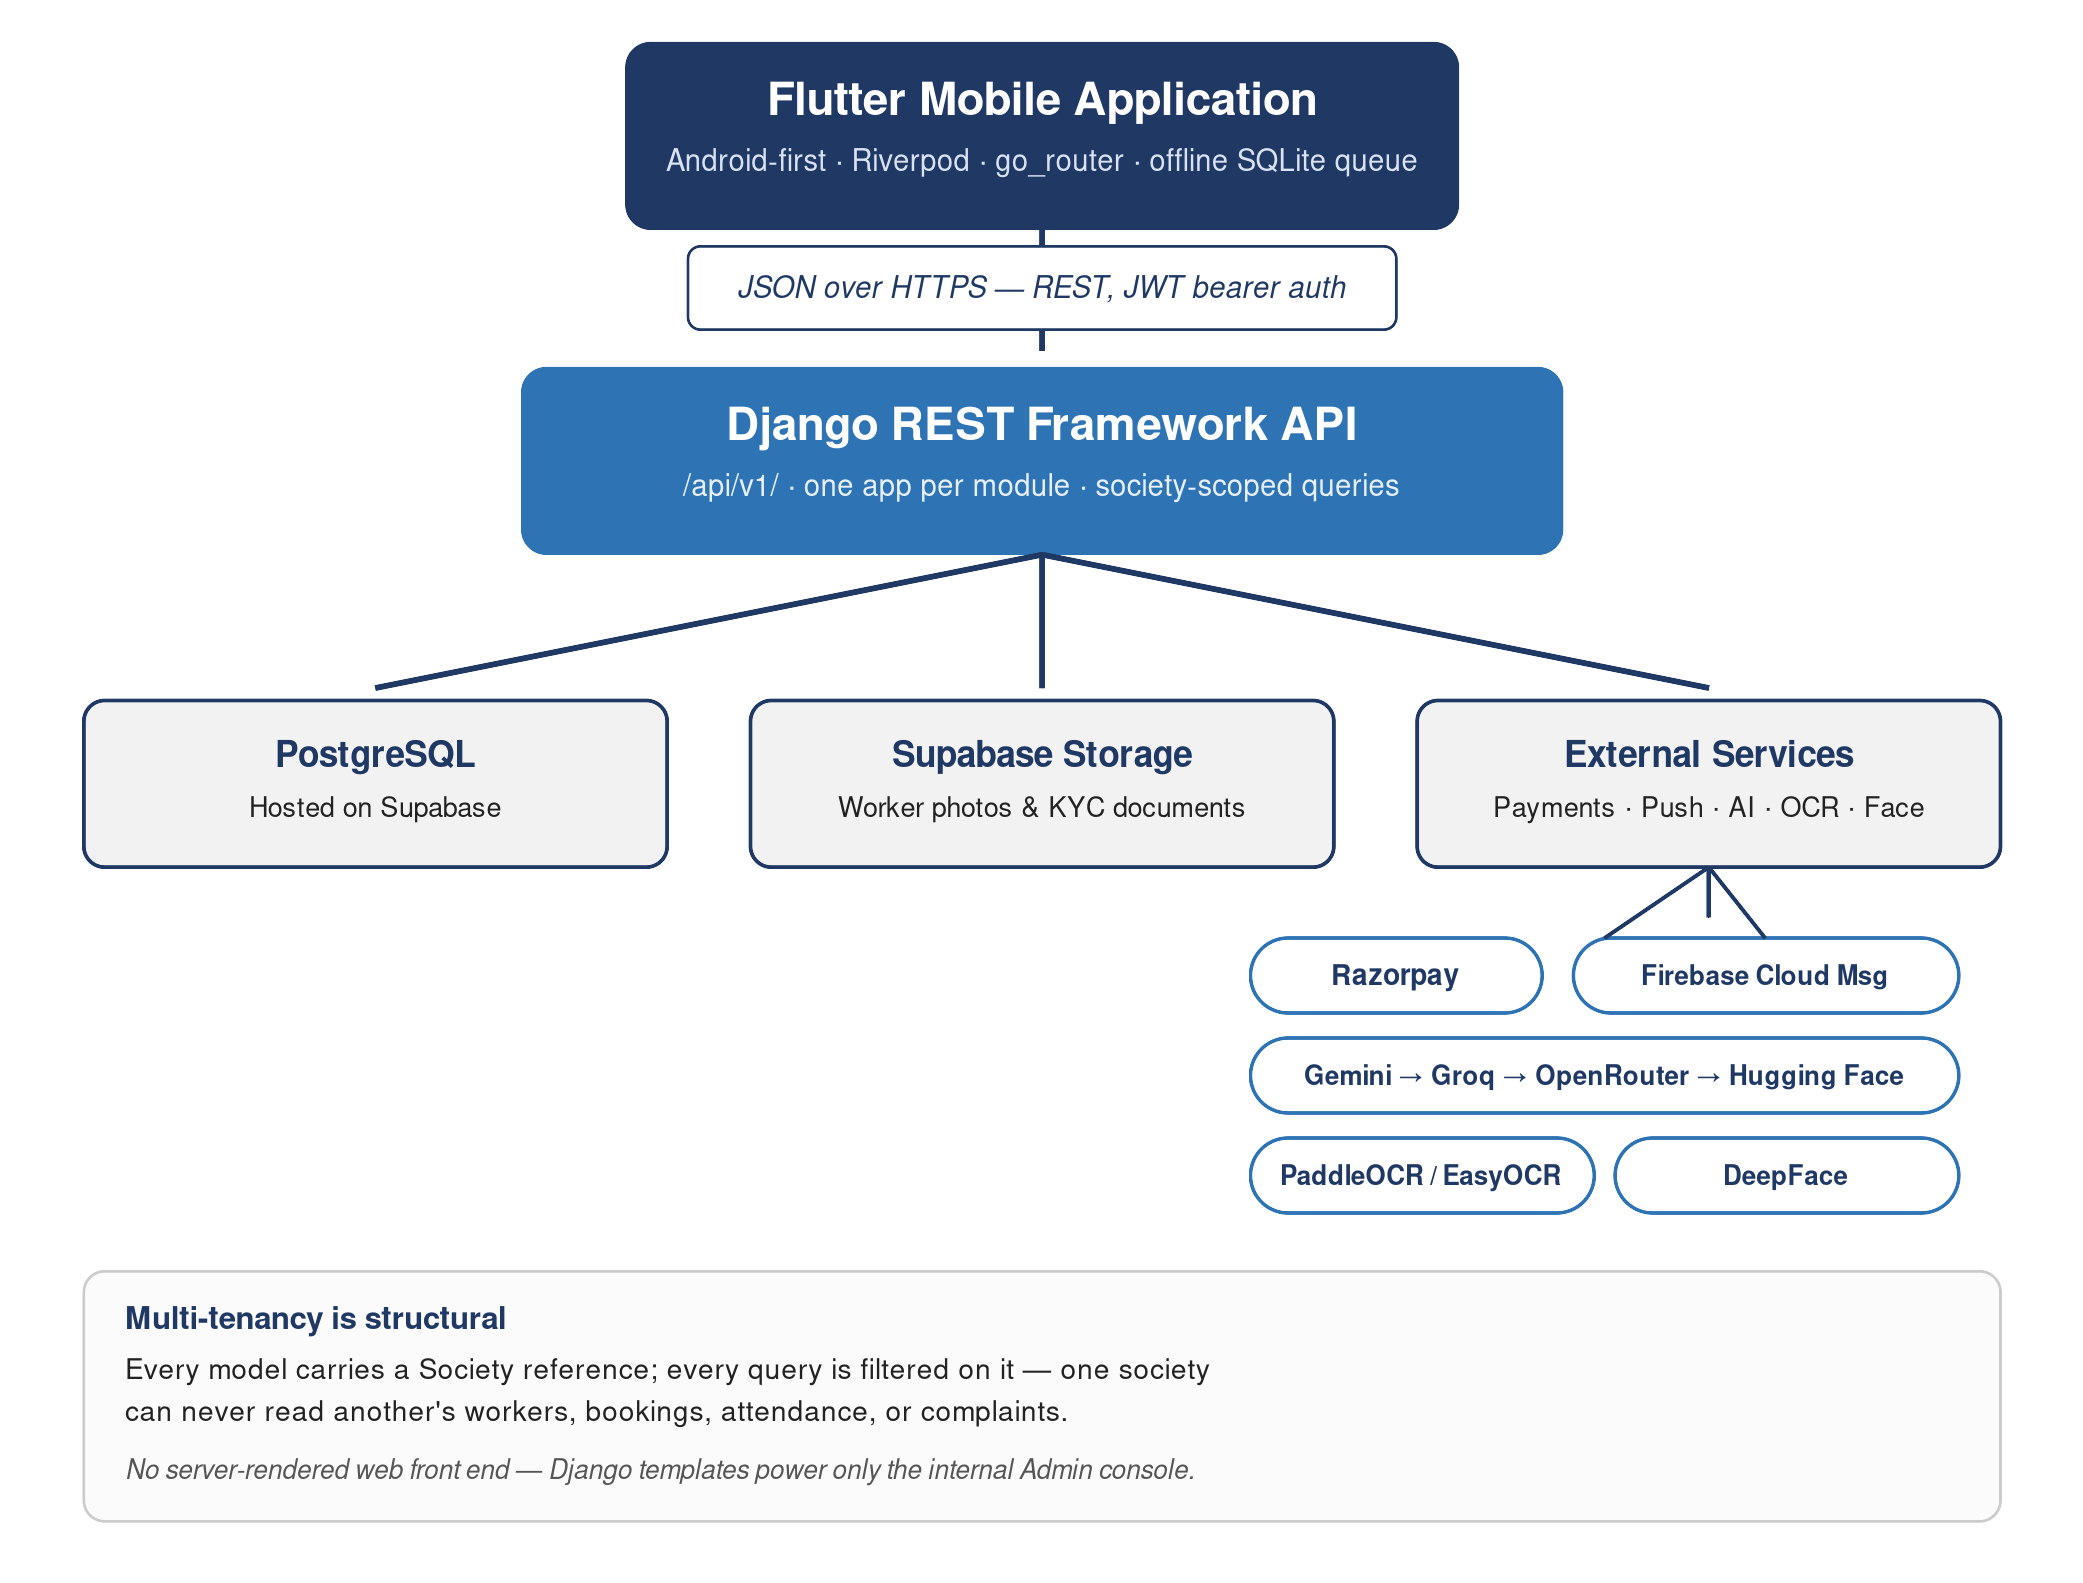 Flutter Mobile Application
Android-first · Riverpod · go_router · offline SQLite queue
JSON over HTTPS — REST, JWT bearer auth
Django REST Framework API
/api/v1/ · one app per module · society-scoped queries
PostgreSQL
Hosted on Supabase
Supabase Storage
Worker photos & KYC documents
External Services
Payments · Push · AI · OCR · Face
Razorpay
Firebase Cloud Msg
Gemini → Groq → OpenRouter → Hugging Face
PaddleOCR / EasyOCR
DeepFace
Multi-tenancy is structural
Every model carries a Society reference; every query is filtered on it — one society
can never read another's workers, bookings, attendance, or complaints.
No server-rendered web front end — Django templates power only the internal Admin console.